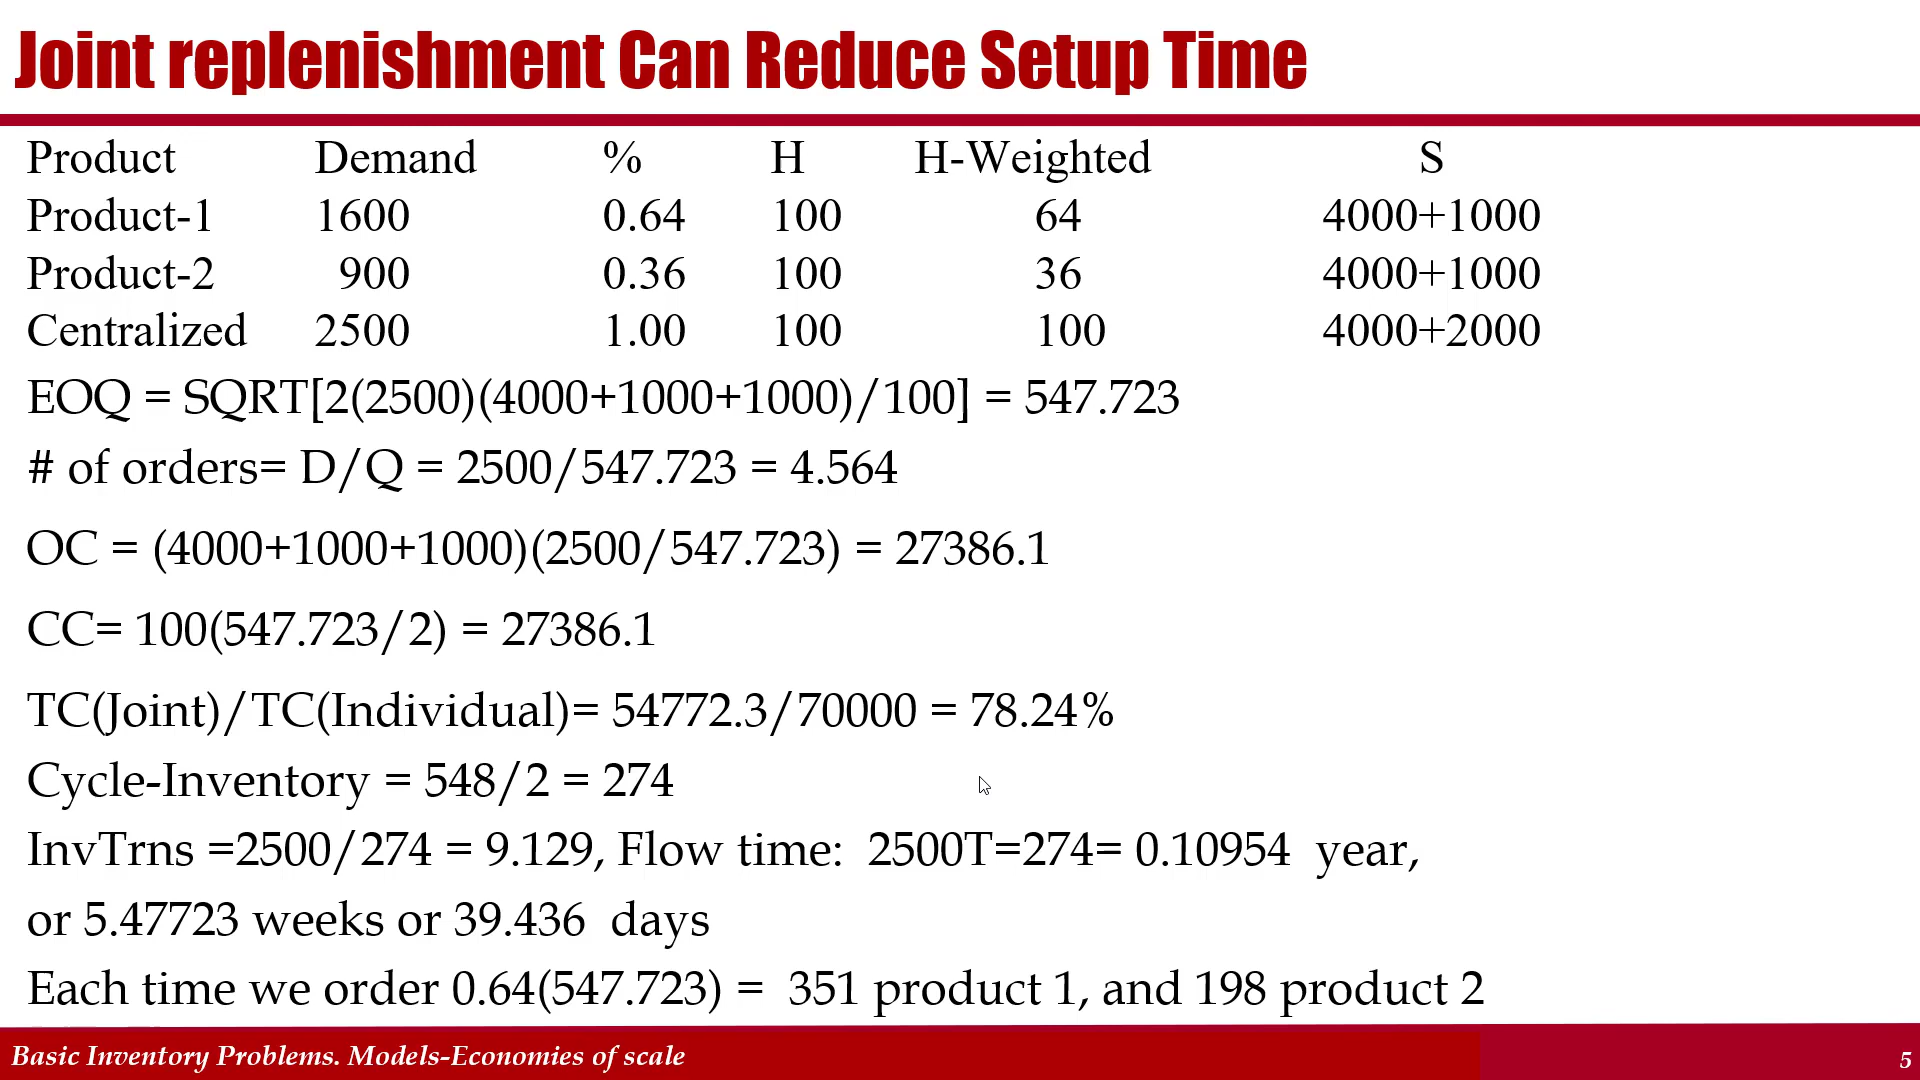 Joint replenishment Can Reduce Setup Time
Product Demand % H H-Weighted S
Product-1 1600 0.64 100 64 4000+1000
Product-2 900 0.36 100 36 4000+1000
Centralized 2500 1.00 100 100 4000+2000
EOQ = SQRT[2(2500)(4000+1000+1000)/100] = 547.723
# of orders= D/Q = 2500/547.723 = 4.564
OC = (4000+1000+1000)(2500/547.723) = 27386.1
CC= 100(547.723/2) = 27386.1
TC(Joint)/TC(Individual)= 54772.3/70000 = 78.24%
Cycle-Inventory = 548/2 = 274
InvTrns =2500/274 = 9.129, Flow time: 2500T=274= 0.10954 year,
or 5.47723 weeks or 39.436 days
Each time we order 0.64(547.723) = 351 product 1, and 198 product 2
Basic Inventory Problems. Models-Economies of scale 5